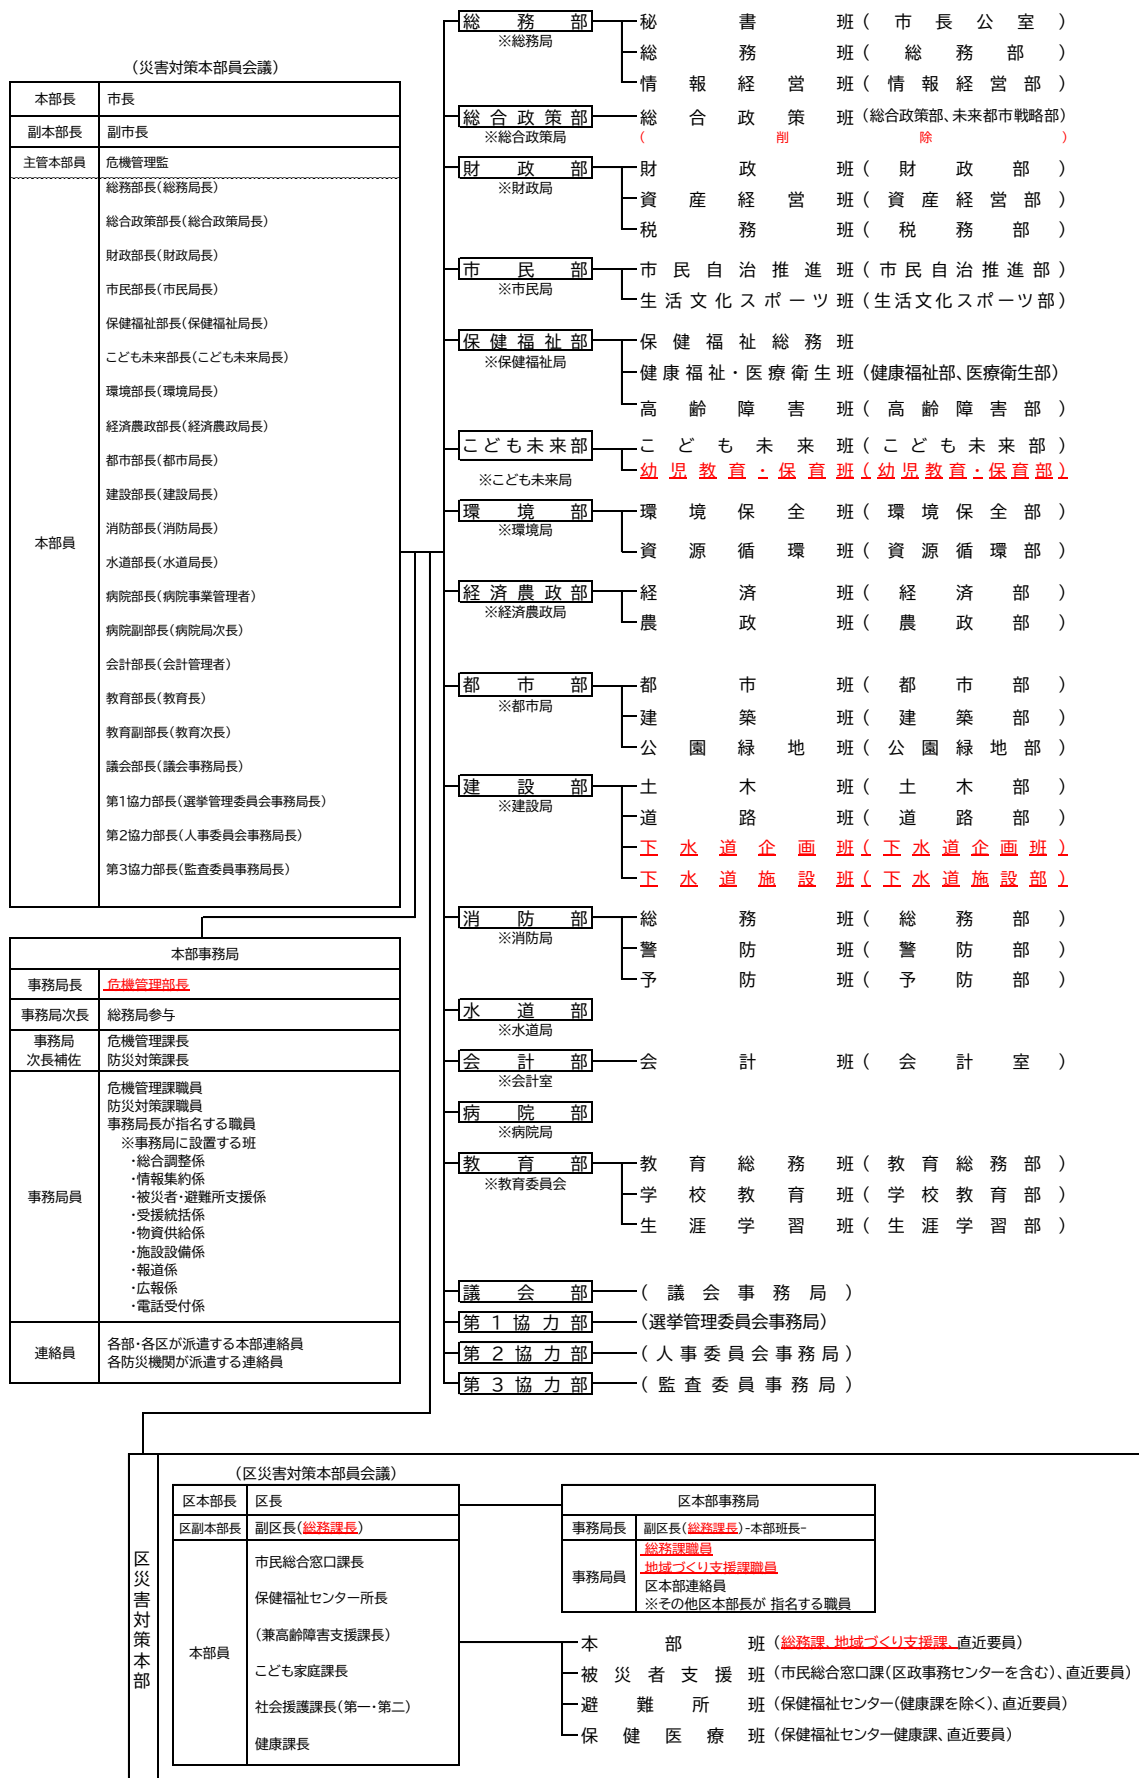 (災害対策本部員会議)
本部長 市長
副本部長 副市長
主管本部員 危機管理監
本部員
総務部長(総務局長)
総合政策部長(総合政策局長)
財政部長(財政局長)
市民部長(市民局長)
保健福祉部長(保健福祉局長)
こども未来部長(こども未来局長)
環境部長(環境局長)
経済農政部長(経済農政局長)
都市部長(都市局長)
建設部長(建設局長)
消防部長(消防局長)
水道部長(水道局長)
病院部長(病院事業管理者)
病院副部長(病院局次長)
会計部長(会計管理者)
教育部長(教育長)
教育副部長(教育次長)
議会部長(議会事務局長)
第1協力部長(選挙管理委員会事務局長)
第2協力部長(人事委員会事務局長)
第3協力部長(監査委員事務局長)
本部事務局
事務局長 危機管理部長
事務局次長 総務局参与
事務局
次長補佐
危機管理課長
防災対策課長
事務局員
危機管理課職員
防災対策課職員
事務局長が指名する職員
※事務局に設置する班
・総合調整係
・情報集約係
・被災者・避難所支援係
・受援統括係
・物資供給係
・施設設備係
・報道係
・広報係
・電話受付係
連絡員
各部・各区が派遣する本部連絡員
各防災機関が派遣する連絡員
総務部 秘書班(市長公室)
※総務局
総務班(総務部)
情報経営班(情報経営部)
総合政策部 総合政策班(総合政策部、未来都市戦略部)
※総合政策局 (削除)
財政部 財政班(財政部)
※財政局
資産経営班(資産経営部)
税務班(税務部)
市民部 市民自治推進班(市民自治推進部)
※市民局
生活文化スポーツ班(生活文化スポーツ部)
保健福祉部 保健福祉総務班
※保健福祉局
健康福祉・医療衛生班(健康福祉部、医療衛生部)
高齢障害班(高齢障害部)
こども未来部 こども未来班(こども未来部)
幼児教育・保育班(幼児教育・保育部)
※こども未来局
環境部 環境保全班(環境保全部)
※環境局
資源循環班(資源循環部)
経済農政部 経済班(経済部)
※経済農政局
農政班(農政部)
都市部 都市班(都市部)
※都市局
建築班(建築部)
公園緑地班(公園緑地部)
建設部 土木班(土木部)
※建設局
道路班(道路部)
下水道企画班(下水道企画班)
下水道施設班(下水道施設部)
消防部 総務班(総務部)
※消防局
警防班(警防部)
予防班(予防部)
水道部
※水道局
会計部 会計班(会計室)
※会計室
病院部
※病院局
教育部 教育総務班(教育総務部)
※教育委員会
学校教育班(学校教育部)
生涯学習班(生涯学習部)
議会部 (議会事務局)
第1協力部 (選挙管理委員会事務局)
第2協力部 (人事委員会事務局)
第3協力部 (監査委員事務局)
区災害対策本部
(区災害対策本部員会議)
区本部長 区長
区副本部長 副区長(総務課長)
本部員
市民総合窓口課長
保健福祉センター所長
(兼高齢障害支援課長)
こども家庭課長
社会援護課長(第一・第二)
健康課長
区本部事務局
事務局長 副区長(総務課長)-本部班長-
事務局員
総務課職員
地域づくり支援課職員
区本部連絡員
※その他区本部長が 指名する職員
本部班(総務課、地域づくり支援課、直近要員)
被災者支援班(市民総合窓口課(区政事務センターを含む)、直近要員)
避難所班(保健福祉センター(健康課を除く)、直近要員)
保健医療班(保健福祉センター健康課、直近要員)